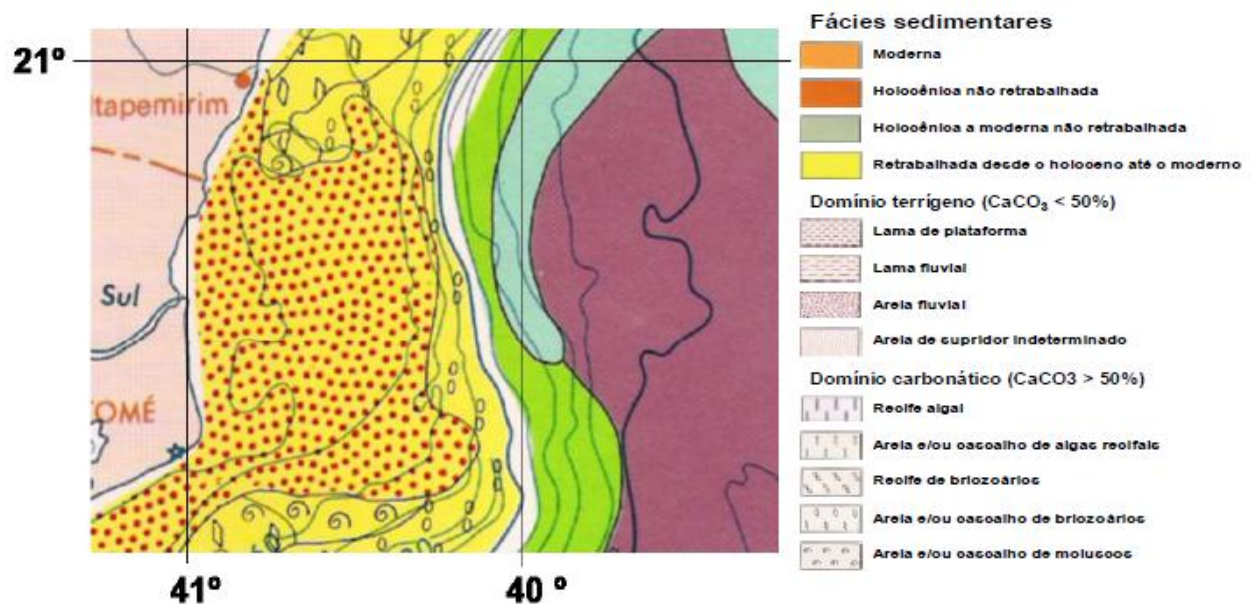 21º
Itapemirim
Sul
OMÉ
41º
40 º
Fácies sedimentares
Moderna
Holocênica não retrabalhada
Holocênica a moderna não retrabalhada
Retrabalhada desde o holoceno até o moderno
Domínio terrígeno (CaCO₃ < 50%)
Lama de plataforma
Lama fluvial
Areia fluvial
Areia de supridor indeterminado
Domínio carbonático (CaCO3 > 50%)
Recife algal
Areia e/ou cascalho de algas recifais
Recife de briozoários
Areia e/ou cascalho de briozoários
Areia e/ou cascalho de moluscos